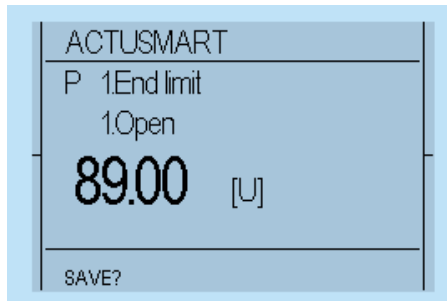 ACTUSMART
P 1.End limit
1.Open
89.00 [U]
SAVE?